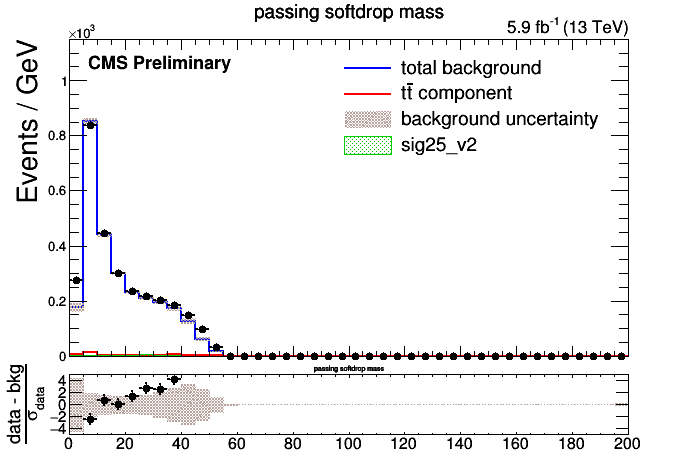 passing softdrop mass
×10³
5.9 fb⁻¹ (13 TeV)
CMS Preliminary
Events / GeV
total background
tt̄ component
background uncertainty
sig25_v2
1
0.8
0.6
0.4
0.2
0
passing softdrop mass
data - bkg
σ_data
4
2
0
−2
−4
0 20 40 60 80 100 120 140 160 180 200